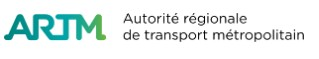 ARTM
Autorité régionale
de transport métropolitain